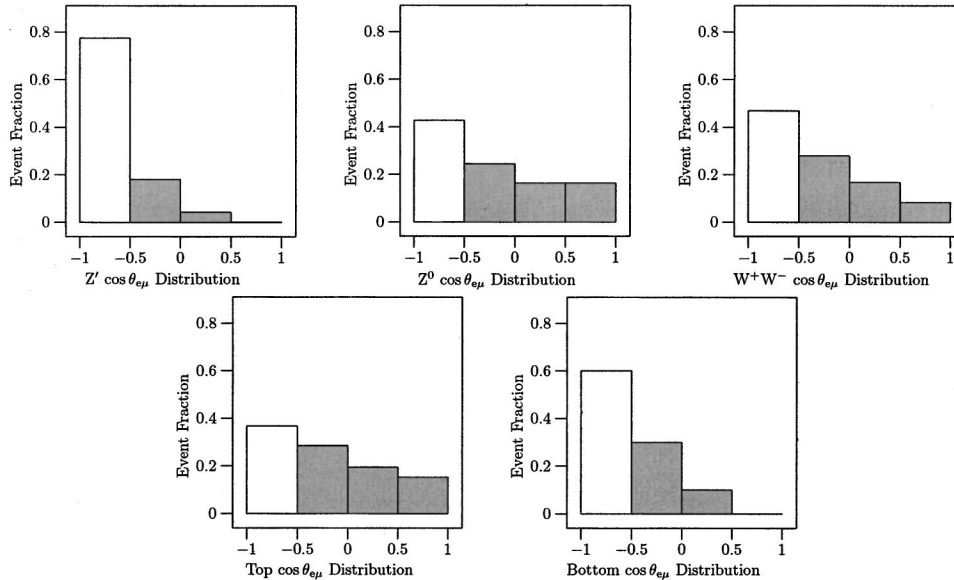 0.8
0.6
0.4
0.2
0
Event Fraction
−1 −0.5 0 0.5 1
Z′ cos θeμ Distribution
0.8
0.6
0.4
0.2
0
Event Fraction
−1 −0.5 0 0.5 1
Z⁰ cos θeμ Distribution
0.8
0.6
0.4
0.2
0
Event Fraction
−1 −0.5 0 0.5 1
W⁺W⁻ cos θeμ Distribution
0.8
0.6
0.4
0.2
0
Event Fraction
−1 −0.5 0 0.5 1
Top cos θeμ Distribution
0.8
0.6
0.4
0.2
0
Event Fraction
−1 −0.5 0 0.5 1
Bottom cos θeμ Distribution